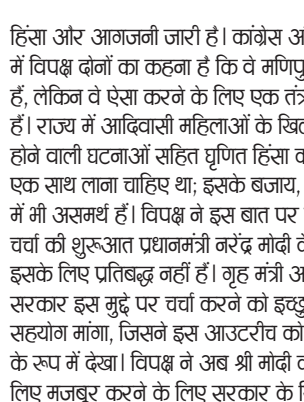 हिंसा और आगजनी जारी है। कांग्रेस
में विपक्ष दोनों का कहना है कि वे
हैं, लेकिन वे ऐसा करने के लिए एक
हैं। राज्य में आदिवासी महिलाओं के
होने वाली घटनाओं सहित घृणित हिंसा
एक साथ लाना चाहिए था; इसके बजाय,
में भी असमर्थ हैं। विपक्ष ने इस बात पर
चर्चा की शुरूआत प्रधानमंत्री नरेंद्र मोदी
इसके लिए प्रतिबद्ध नहीं हैं। गृह मंत्री
सरकार इस मुद्दे पर चर्चा करने को
सहयोग मांगा, जिसने इस आउटरीच को
के रूप में देखा। विपक्ष ने अब श्री मोदी
लिए मजबूर करने के लिए सरकार के